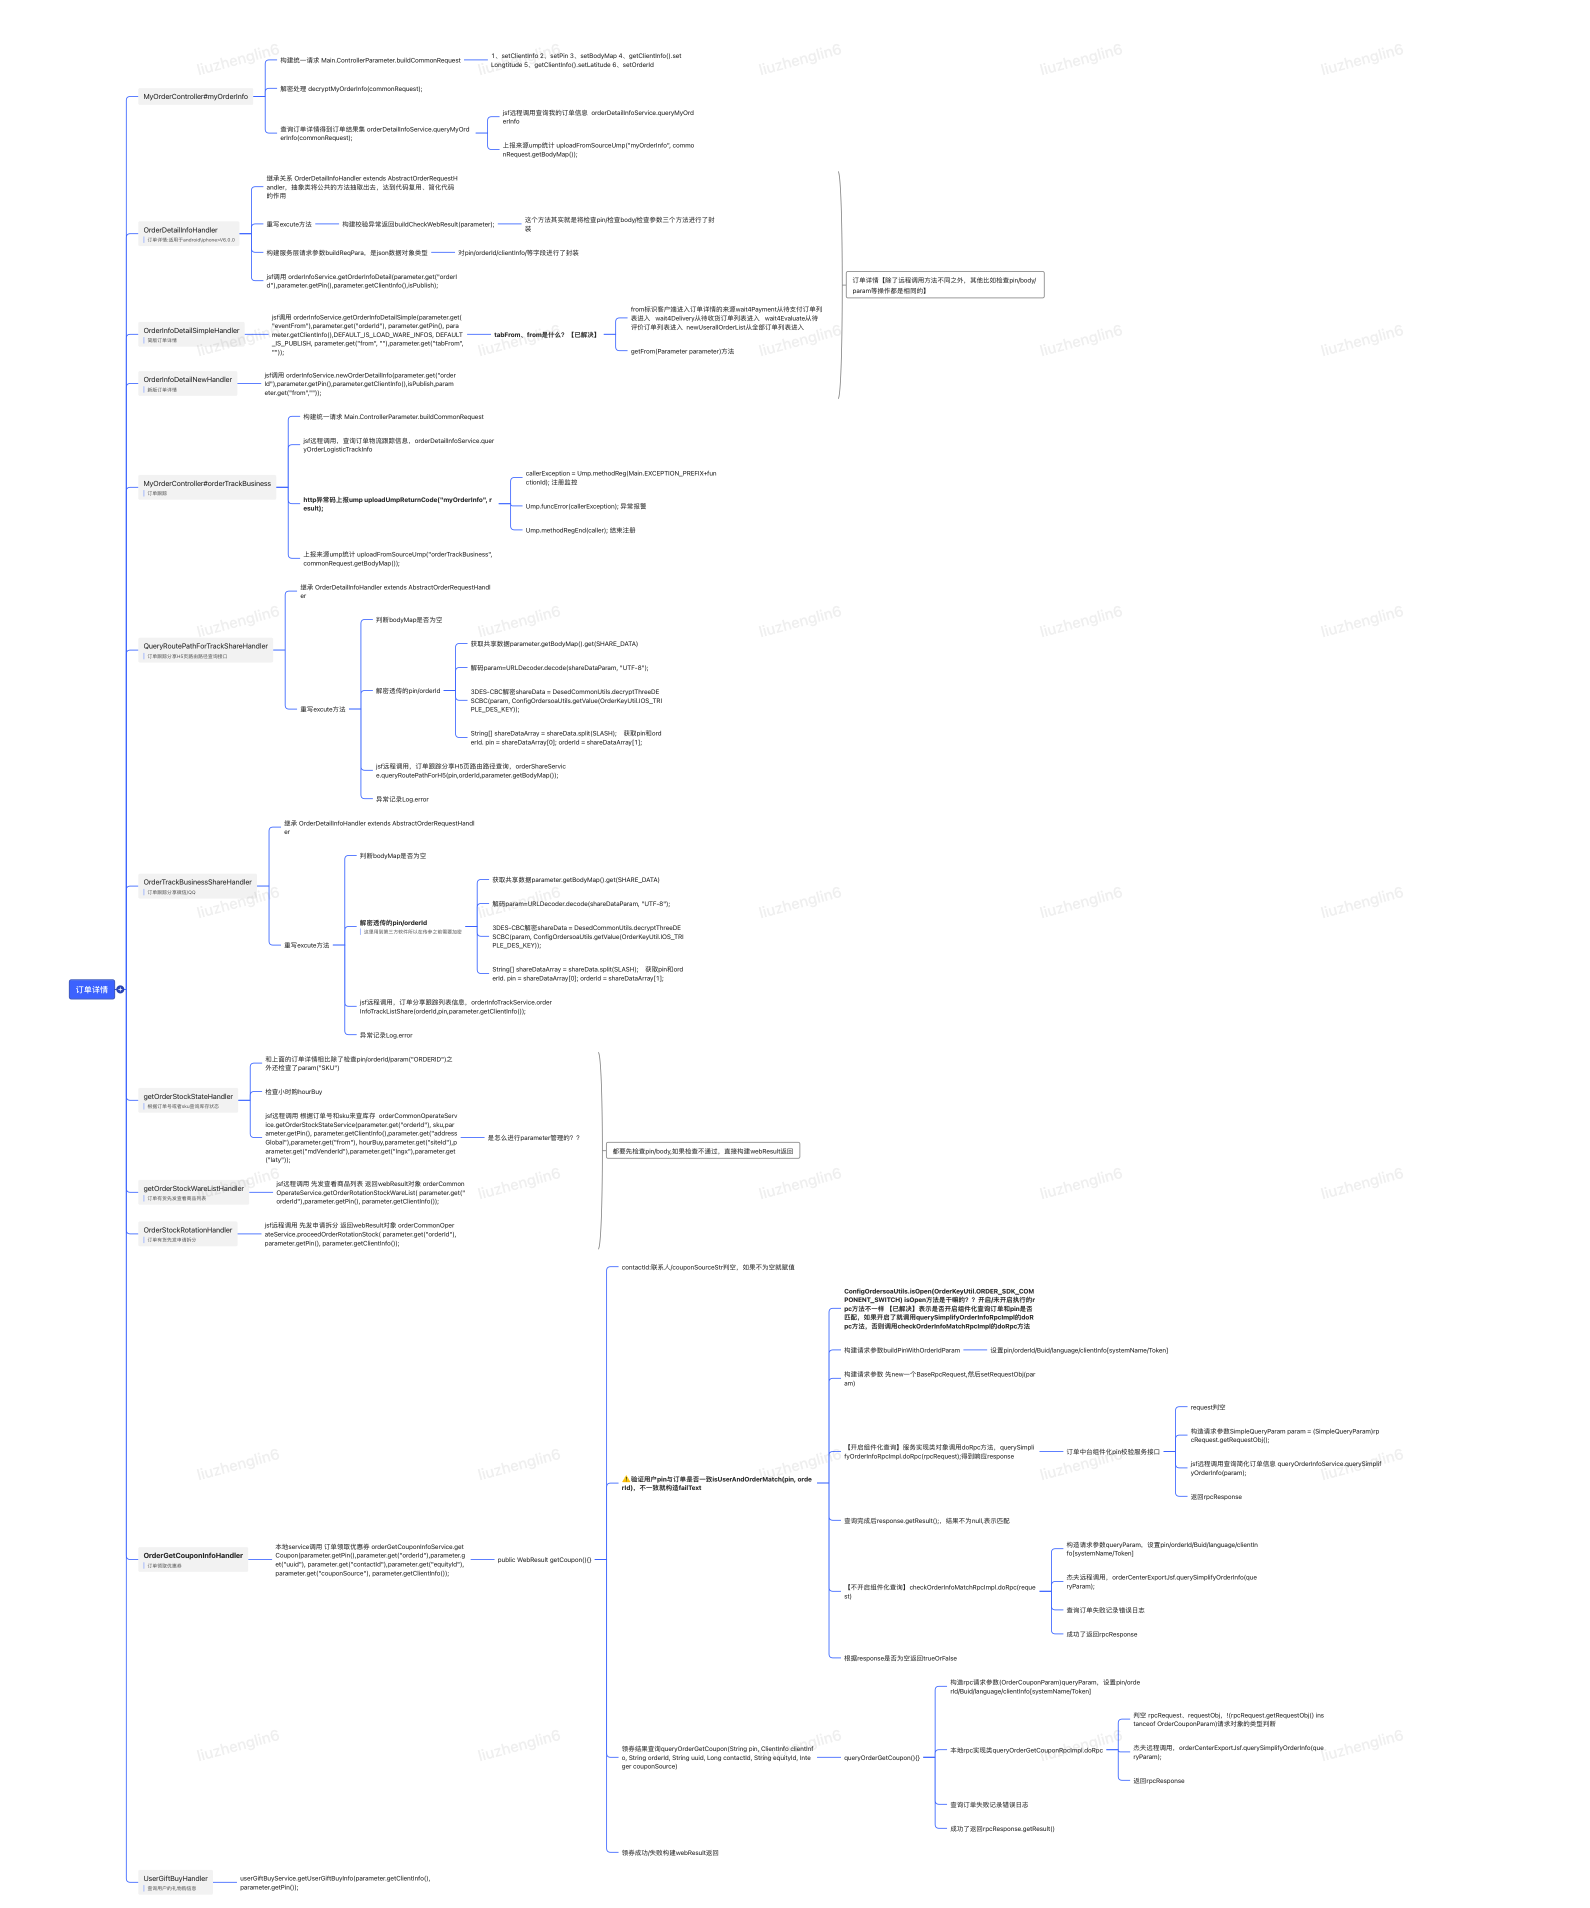 构建统一请求 Main.ControllerParameter.buildCommonRequest
1、setClientInfo 2、setPin 3、setBodyMap 4、getClientInfo().set
Longtitude 5、getClientInfo().setLatitude 6、setOrderId
MyOrderController#myOrderInfo
解密处理 decryptMyOrderInfo(commonRequest);
查询订单详情得到订单结果集 orderDetailInfoService.queryMyOrd
erInfo(commonRequest);
jsf远程调用查询我的订单信息 orderDetailInfoService.queryMyOrd
erInfo
上报来源ump统计 uploadFromSourceUmp("myOrderInfo", commo
nRequest.getBodyMap());
继承关系 OrderDetailInfoHandler extends AbstractOrderRequestH
andler，抽象类将公共的方法抽取出去，达到代码复用、简化代码
的作用
OrderDetailInfoHandler
订单详情:适用于android\iphone≥V6.0.0
重写excute方法
构建校验异常返回buildCheckWebResult(parameter);
这个方法其实就是将检查pin/检查body/检查参数三个方法进行了封
装
构建服务层请求参数buildReqPara，是json数据对象类型
对pin/orderId/clientInfo/等字段进行了封装
jsf调用 orderInfoService.getOrderInfoDetail(parameter.get("orderI
d"),parameter.getPin(),parameter.getClientInfo(),isPublish);
订单详情【除了远程调用方法不同之外，其他比如检查pin/body/
param等操作都是相同的】
OrderInfoDetailSimpleHandler
简版订单详情
jsf调用 orderInfoService.getOrderInfoDetailSimple(parameter.get(
"eventFrom"),parameter.get("orderId"), parameter.getPin(), para
meter.getClientInfo(),DEFAULT_IS_LOAD_WARE_INFOS, DEFAULT
_IS_PUBLISH, parameter.get("from", ""),parameter.get("tabFrom",
""));
tabFrom、from是什么？【已解决】
from标识客户端进入订单详情的来源wait4Payment从待支付订单列
表进入 wait4Delivery从待收货订单列表进入 wait4Evaluate从待
评价订单列表进入 newUserallOrderList从全部订单列表进入
getFrom(Parameter parameter)方法
OrderInfoDetailNewHandler
新版订单详情
jsf调用 orderInfoService.newOrderDetailInfo(parameter.get("order
Id"),parameter.getPin(),parameter.getClientInfo(),isPublish,param
eter.get("from",""));
构建统一请求 Main.ControllerParameter.buildCommonRequest
jsf远程调用，查询订单物流跟踪信息，orderDetailInfoService.quer
yOrderLogisticTrackInfo
MyOrderController#orderTrackBusiness
订单跟踪
http异常码上报ump uploadUmpReturnCode("myOrderInfo", r
esult);
callerException = Ump.methodReg(Main.EXCEPTION_PREFIX+fun
ctionId); 注册监控
Ump.funcError(callerException); 异常报警
Ump.methodRegEnd(caller); 结束注册
上报来源ump统计 uploadFromSourceUmp("orderTrackBusiness",
commonRequest.getBodyMap());
继承 OrderDetailInfoHandler extends AbstractOrderRequestHandl
er
QueryRoutePathForTrackShareHandler
订单跟踪分享H5页路由路径查询接口
重写excute方法
判断bodyMap是否为空
解密透传的pin/orderId
获取共享数据parameter.getBodyMap().get(SHARE_DATA)
解码param=URLDecoder.decode(shareDataParam, "UTF-8");
3DES-CBC解密shareData = DesedCommonUtils.decryptThreeDE
SCBC(param, ConfigOrdersoaUtils.getValue(OrderKeyUtil.IOS_TRI
PLE_DES_KEY));
String[] shareDataArray = shareData.split(SLASH); 获取pin和ord
erId. pin = shareDataArray[0]; orderId = shareDataArray[1];
jsf远程调用，订单跟踪分享H5页路由路径查询，orderShareServic
e.queryRoutePathForH5(pin,orderId,parameter.getBodyMap());
异常记录Log.error
继承 OrderDetailInfoHandler extends AbstractOrderRequestHandl
er
OrderTrackBusinessShareHandler
订单跟踪分享微信/QQ
重写excute方法
判断bodyMap是否为空
解密透传的pin/orderId
这里得到第三方软件所以在传参之前需要加密
获取共享数据parameter.getBodyMap().get(SHARE_DATA)
解码param=URLDecoder.decode(shareDataParam, "UTF-8");
3DES-CBC解密shareData = DesedCommonUtils.decryptThreeDE
SCBC(param, ConfigOrdersoaUtils.getValue(OrderKeyUtil.IOS_TRI
PLE_DES_KEY));
String[] shareDataArray = shareData.split(SLASH); 获取pin和ord
erId. pin = shareDataArray[0]; orderId = shareDataArray[1];
jsf远程调用，订单分享跟踪列表信息，orderInfoTrackService.order
InfoTrackListShare(orderId,pin,parameter.getClientInfo());
异常记录Log.error
订单详情
和上面的订单详情相比除了检查pin/orderId/param("ORDERID")之
外还检查了param("SKU")
getOrderStockStateHandler
根据订单号或者sku查询库存状态
检查小时购hourBuy
jsf远程调用 根据订单号和sku来查库存 orderCommonOperateServ
ice.getOrderStockStateService(parameter.get("orderId"), sku,par
ameter.getPin(), parameter.getClientInfo(),parameter.get("address
Global"),parameter.get("from"), hourBuy,parameter.get("siteId"),p
arameter.get("mdVenderId"),parameter.get("lngx"),parameter.get
("laty"));
是怎么进行parameter管理的？？
都要先检查pin/body,如果检查不通过，直接构建webResult返回
getOrderStockWareListHandler
订单有货先发查看商品列表
jsf远程调用 先发查看商品列表 返回webResult对象 orderCommon
OperateService.getOrderRotationStockWareList( parameter.get("
orderId"),parameter.getPin(), parameter.getClientInfo());
OrderStockRotationHandler
订单有货先发申请拆分
jsf远程调用 先发申请拆分 返回webResult对象 orderCommonOper
ateService.proceedOrderRotationStock( parameter.get("orderId"),
parameter.getPin(), parameter.getClientInfo());
contactId:联系人/couponSourceStr判空，如果不为空就赋值
ConfigOrdersoaUtils.isOpen(OrderKeyUtil.ORDER_SDK_COM
PONENT_SWITCH) isOpen方法是干嘛的？？开启/未开启执行的r
pc方法不一样 【已解决】表示是否开启组件化查询订单和pin是否
匹配，如果开启了就调用querySimplifyOrderInfoRpcImpl的doR
pc方法，否则调用checkOrderInfoMatchRpcImpl的doRpc方法
构建请求参数buildPinWithOrderIdParam
设置pin/orderId/Buid/language/clientInfo[systemName/Token]
构建请求参数 先new一个BaseRpcRequest,然后setRequestObj(par
am)
【开启组件化查询】服务实现类对象调用doRpc方法，querySimpli
fyOrderInfoRpcImpl.doRpc(rpcRequest);得到响应response
订单中台组件化pin校验服务接口
request判空
构造请求参数SimpleQueryParam param = (SimpleQueryParam)rp
cRequest.getRequestObj();
jsf远程调用查询简化订单信息 queryOrderInfoService.querySimplif
yOrderInfo(param);
返回rpcResponse
⚠️验证用户pin与订单是否一致isUserAndOrderMatch(pin, orde
rId)，不一致就构造failText
查询完成后response.getResult();，结果不为null,表示匹配
【不开启组件化查询】checkOrderInfoMatchRpcImpl.doRpc(reque
st)
构造请求参数queryParam，设置pin/orderId/Buid/language/clientIn
fo[systemName/Token]
杰夫远程调用，orderCenterExportJsf.querySimplifyOrderInfo(que
ryParam);
查询订单失败记录错误日志
成功了返回rpcResponse
根据response是否为空返回trueOrFalse
OrderGetCouponInfoHandler
订单领取优惠券
本地service调用 订单领取优惠券 orderGetCouponInfoService.get
Coupon(parameter.getPin(),parameter.get("orderId"),parameter.g
et("uuid"), parameter.get("contactId"),parameter.get("equityId"),
parameter.get("couponSource"), parameter.getClientInfo());
public WebResult getCoupon(){}
领券结果查询queryOrderGetCoupon(String pin, ClientInfo clientInf
o, String orderId, String uuid, Long contactId, String equityId, Inte
ger couponSource)
queryOrderGetCoupon(){}
构造rpc请求参数(OrderCouponParam)queryParam，设置pin/orde
rId/Buid/language/clientInfo[systemName/Token]
本地rpc实现类queryOrderGetCouponRpcImpl.doRpc
判空 rpcRequest、requestObj，!(rpcRequest.getRequestObj() ins
tanceof OrderCouponParam)请求对象的类型判断
杰夫远程调用，orderCenterExportJsf.querySimplifyOrderInfo(que
ryParam);
返回rpcResponse
查询订单失败记录错误日志
成功了返回rpcResponse.getResult()
领券成功/失败构建webResult返回
UserGiftBuyHandler
查询用户的礼物购信息
userGiftBuyService.getUserGiftBuyInfo(parameter.getClientInfo(),
parameter.getPin());
liuzhenglin6